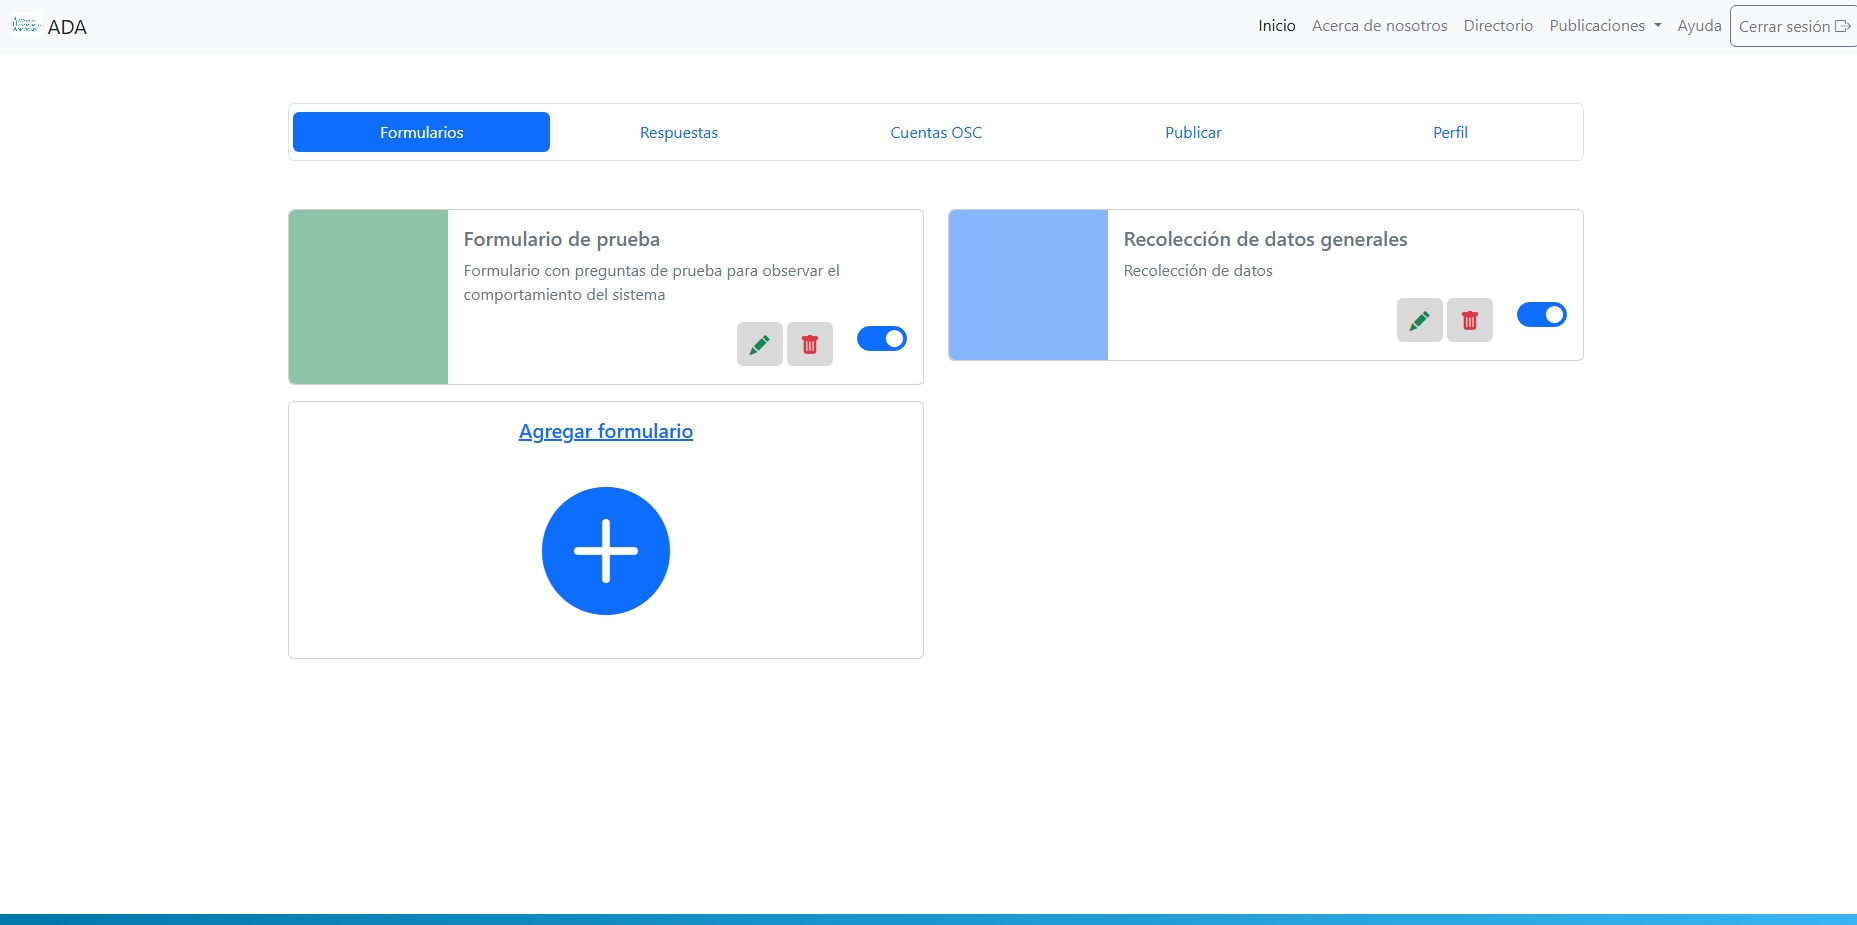 ADA
Inicio
Acerca de nosotros
Directorio
Publicaciones
Ayuda
Cerrar sesión
Formularios
Respuestas
Cuentas OSC
Publicar
Perfil
Formulario de prueba
Formulario con preguntas de prueba para observar el
comportamiento del sistema
Recolección de datos generales
Recolección de datos
Agregar formulario